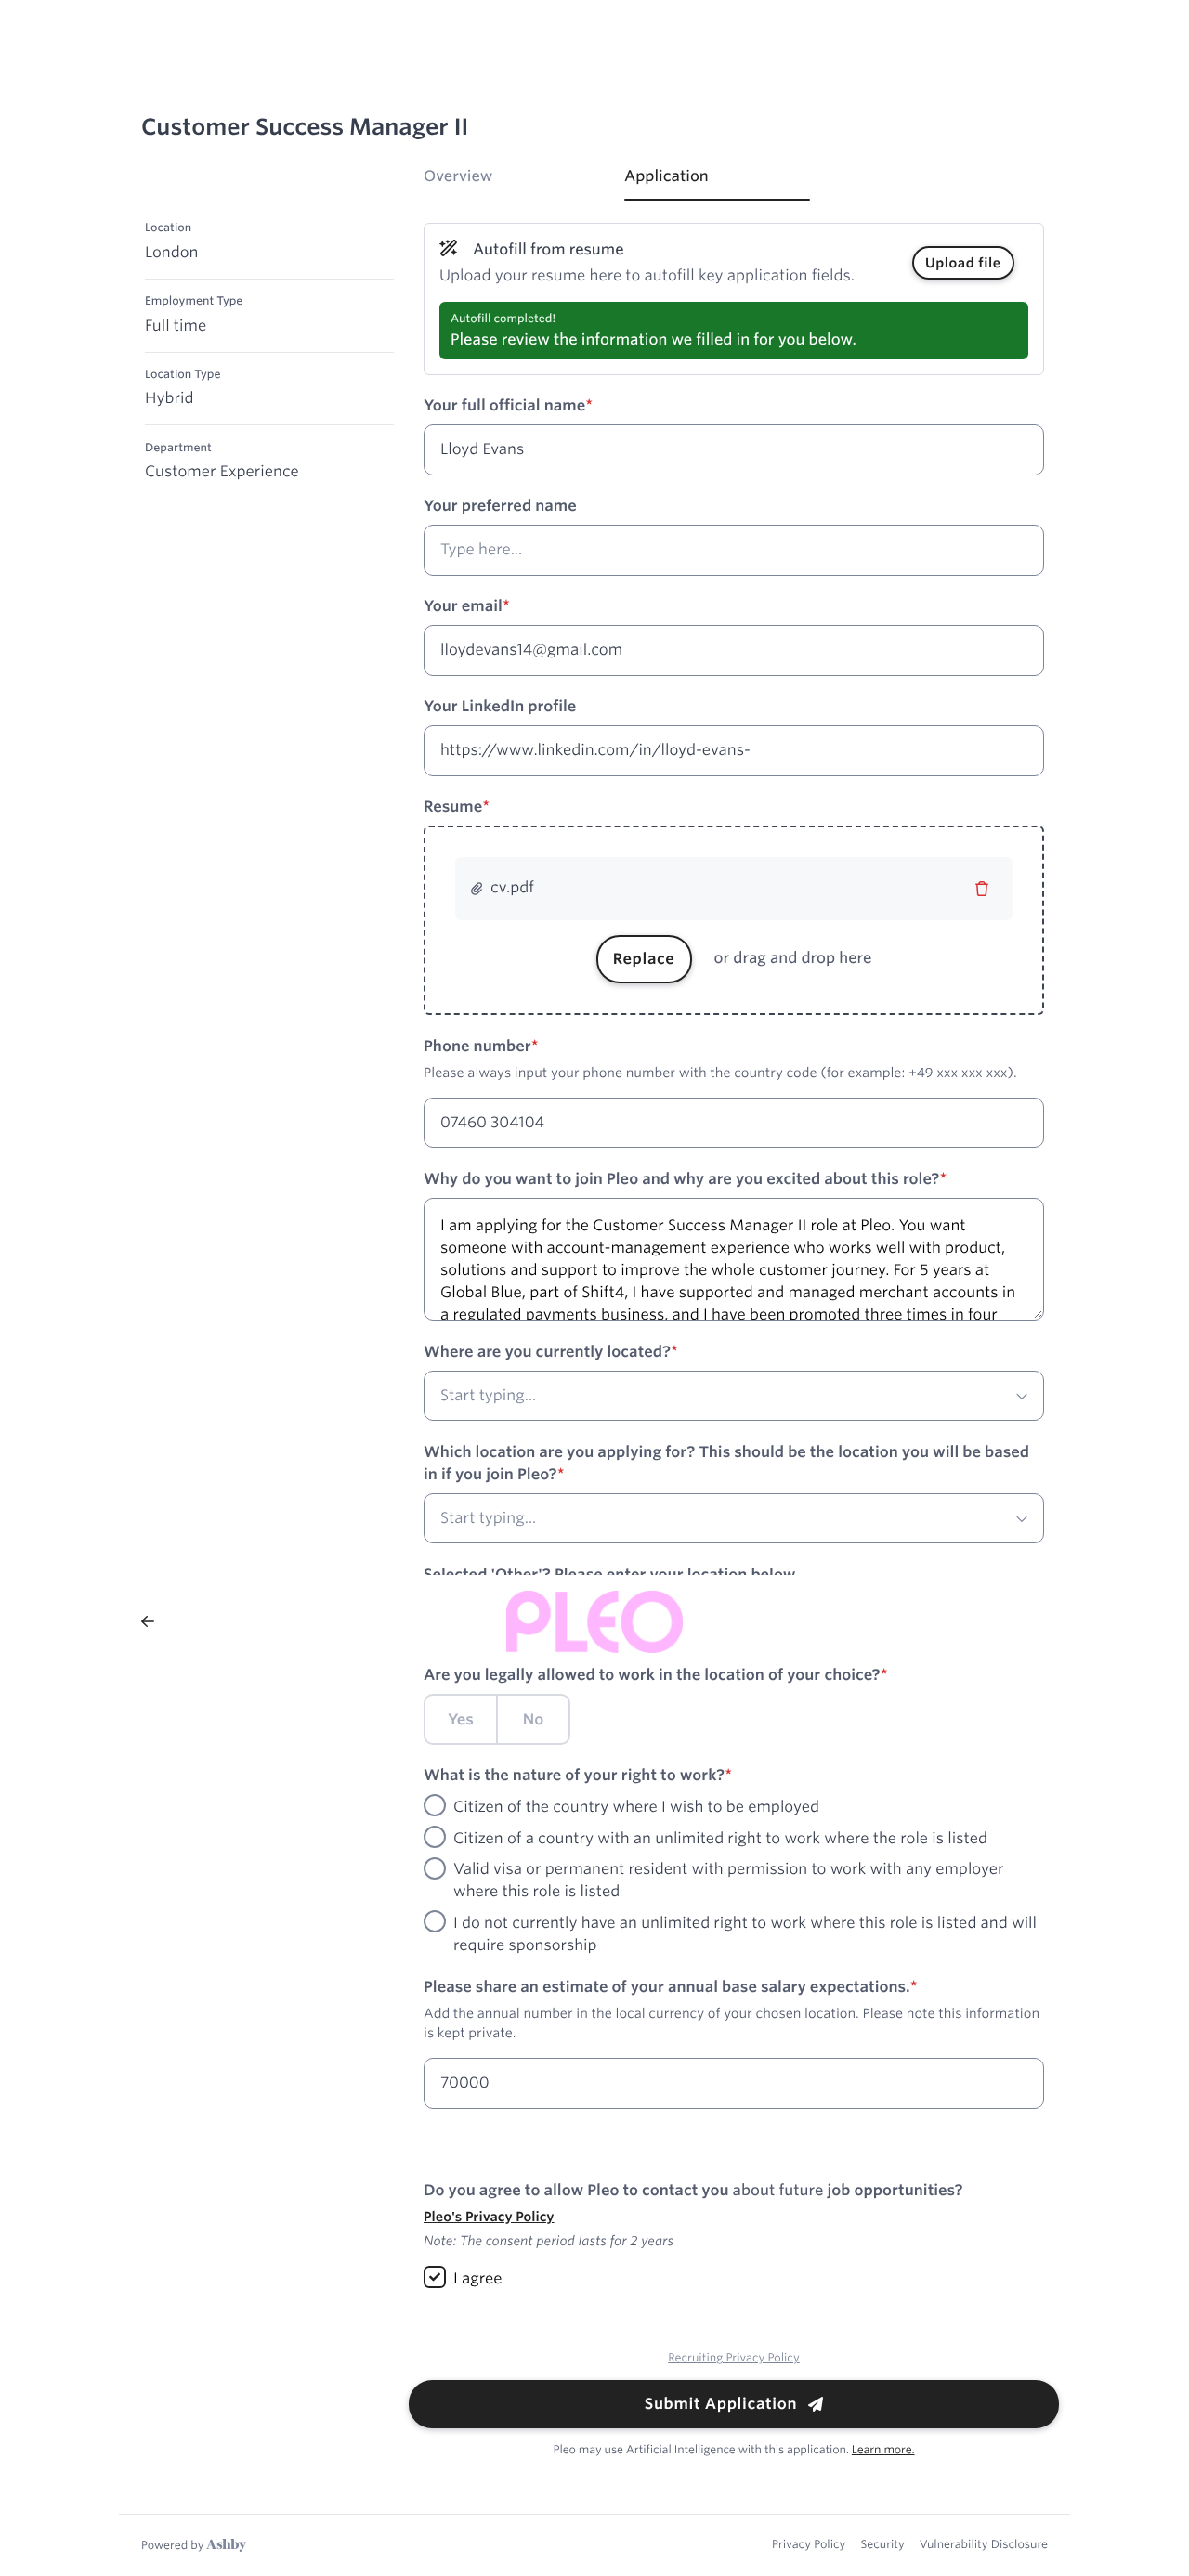 Customer Success Manager II
Overview
Application
Location
London
Employment Type
Full time
Location Type
Hybrid
Department
Customer Experience
Autofill from resume
Upload your resume here to autofill key application fields.
Upload file
Autofill completed!
Please review the information we filled in for you below.
Your full official name*
Lloyd Evans
Your preferred name
Type here...
Your email*
lloydevans14@gmail.com
Your LinkedIn profile
https://www.linkedin.com/in/lloyd-evans-
Resume*
cv.pdf
Replace
or drag and drop here
Phone number*
Please always input your phone number with the country code (for example: +49 xxx xxx xxx).
07460 304104
Why do you want to join Pleo and why are you excited about this role?*
I am applying for the Customer Success Manager II role at Pleo. You want
someone with account-management experience who works well with product,
solutions and support to improve the whole customer journey. For 5 years at
Global Blue, part of Shift4, I have supported and managed merchant accounts in
a regulated payments business, and I have been promoted three times in four
Where are you currently located?*
Start typing...
Which location are you applying for? This should be the location you will be based
in if you join Pleo?*
Start typing...
Selected 'Other'? Please enter your location below
PLEO
Are you legally allowed to work in the location of your choice?*
Yes
No
What is the nature of your right to work?*
Citizen of the country where I wish to be employed
Citizen of a country with an unlimited right to work where the role is listed
Valid visa or permanent resident with permission to work with any employer
where this role is listed
I do not currently have an unlimited right to work where this role is listed and will
require sponsorship
Please share an estimate of your annual base salary expectations.*
Add the annual number in the local currency of your chosen location. Please note this information
is kept private.
70000
Do you agree to allow Pleo to contact you about future job opportunities?
Pleo's Privacy Policy
Note: The consent period lasts for 2 years
I agree
Recruiting Privacy Policy
Submit Application
Pleo may use Artificial Intelligence with this application. Learn more.
Powered by Ashby
Privacy Policy
Security
Vulnerability Disclosure